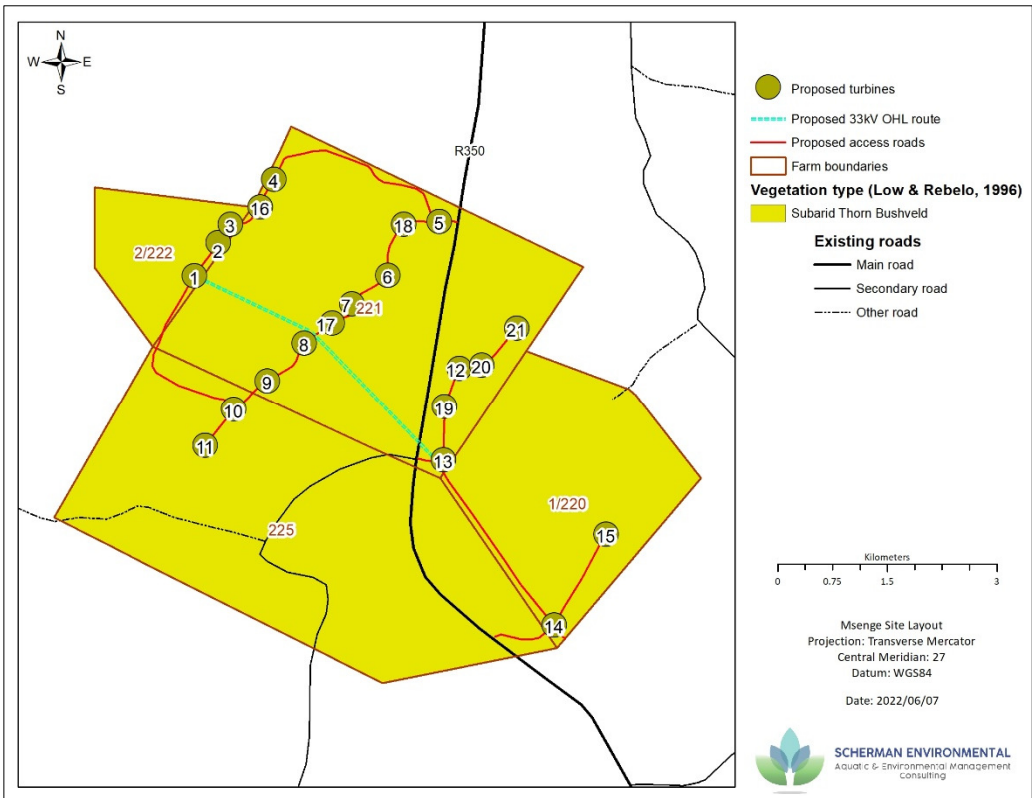 N
W E
S
R350
4
16
3
18
5
2
2/222
1
6
7
221
17
21
8
20
12
9
19
10
11
13
1/220
15
225
14
Proposed turbines
Proposed 33kV OHL route
Proposed access roads
Farm boundaries
Vegetation type (Low & Rebelo, 1996)
Subarid Thorn Bushveld
Existing roads
Main road
Secondary road
Other road
Kilometers
0 0.75 1.5 3
Msenge Site Layout
Projection: Transverse Mercator
Central Meridian: 27
Datum: WGS84
Date: 2022/06/07
SCHERMAN ENVIRONMENTAL
Aquatic & Environmental Management
Consulting